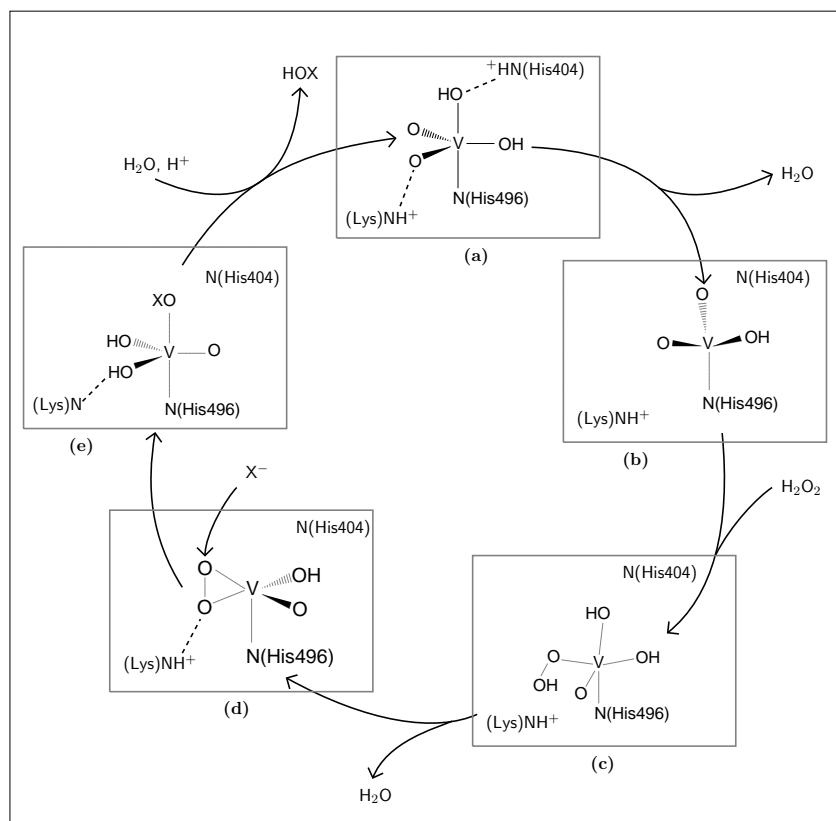 HOX
⁺HN(His404)
HO
O
V
OH
O
N(His496)
(Lys)NH⁺
(a)
H₂O, H⁺
H₂O
N(His404)
XO
HO
V
O
HO
(Lys)N
N(His496)
(e)
N(His404)
O
O
V
OH
N(His496)
(Lys)NH⁺
(b)
X⁻
H₂O₂
N(His404)
O
OH
V
O
O
(Lys)NH⁺
N(His496)
(d)
N(His404)
HO
O
V
OH
OH
O
(Lys)NH⁺
N(His496)
(c)
H₂O